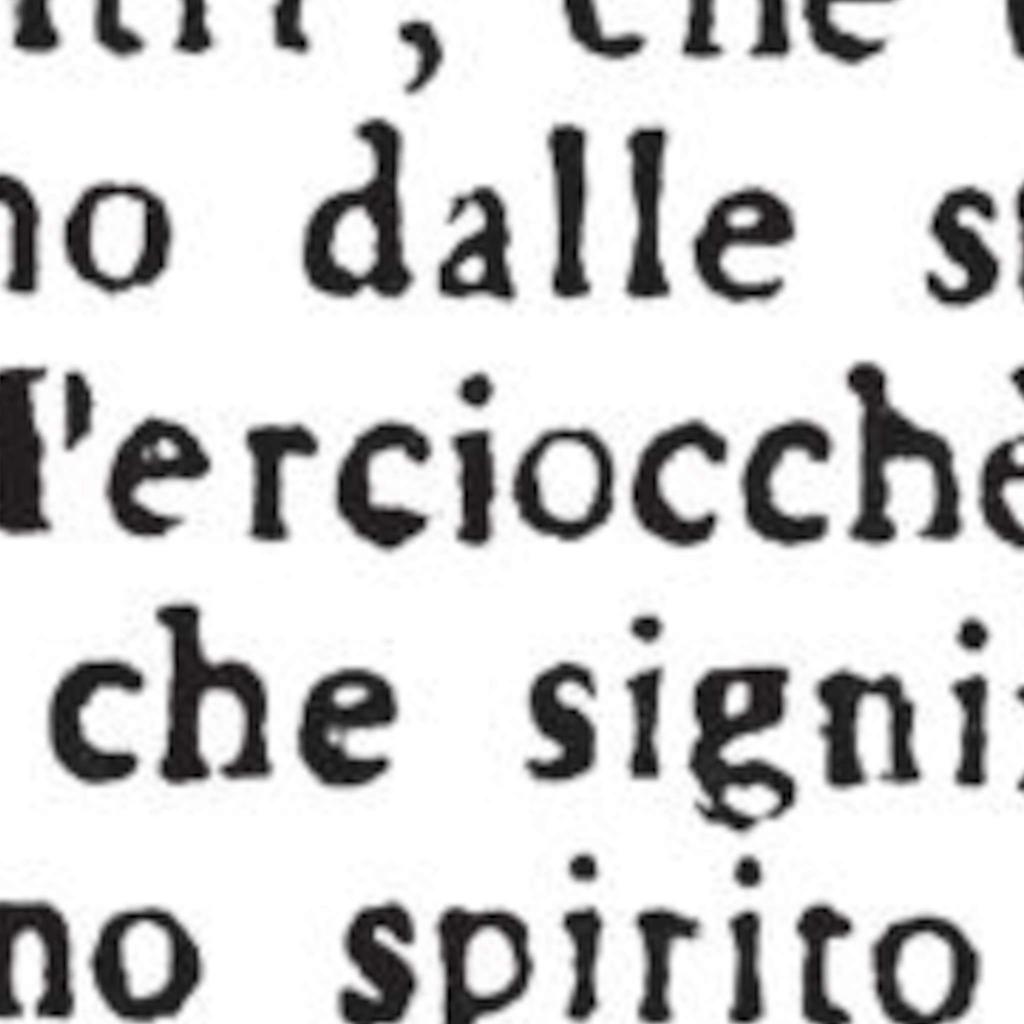 , che
no dalle
l'erciocchè
che signi
no spirito